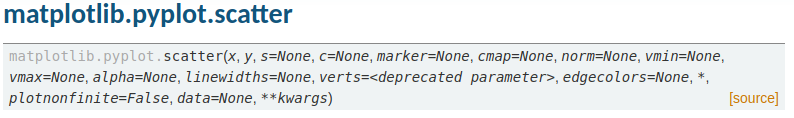 matplotlib.pyplot.scatter
matplotlib.pyplot.scatter(x, y, s=None, c=None, marker=None, cmap=None, norm=None, vmin=None,
vmax=None, alpha=None, linewidths=None, verts=<deprecated parameter>, edgecolors=None, *,
plotnonfinite=False, data=None, **kwargs) [source]